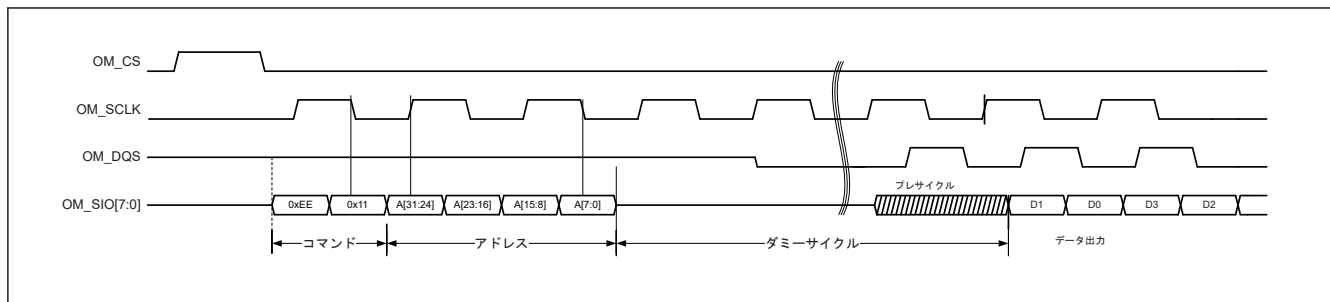 OM_CS
OM_SCLK
OM_DQS
プレサイクル
OM_SIO[7:0]
0xEE 0x11 A[31:24] A[23:16] A[15:8] A[7:0] D1 D0 D3 D2
コマンド アドレス ダミーサイクル データ出力